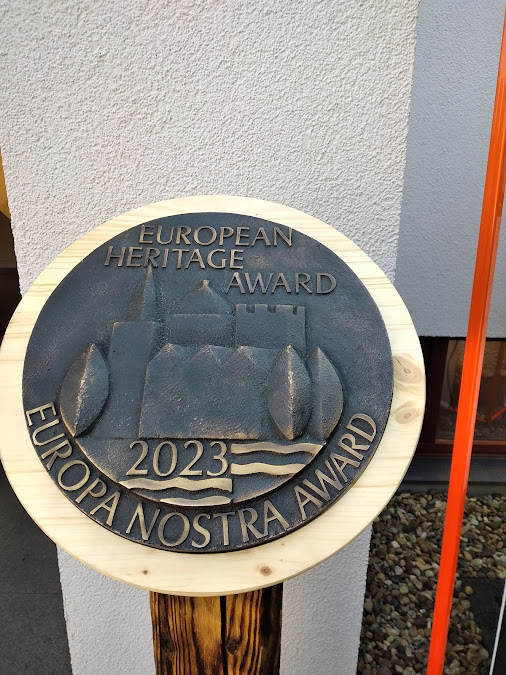 EUROPEAN
HERITAGE
AWARD
2023
EUROPA NOSTRA AWARD